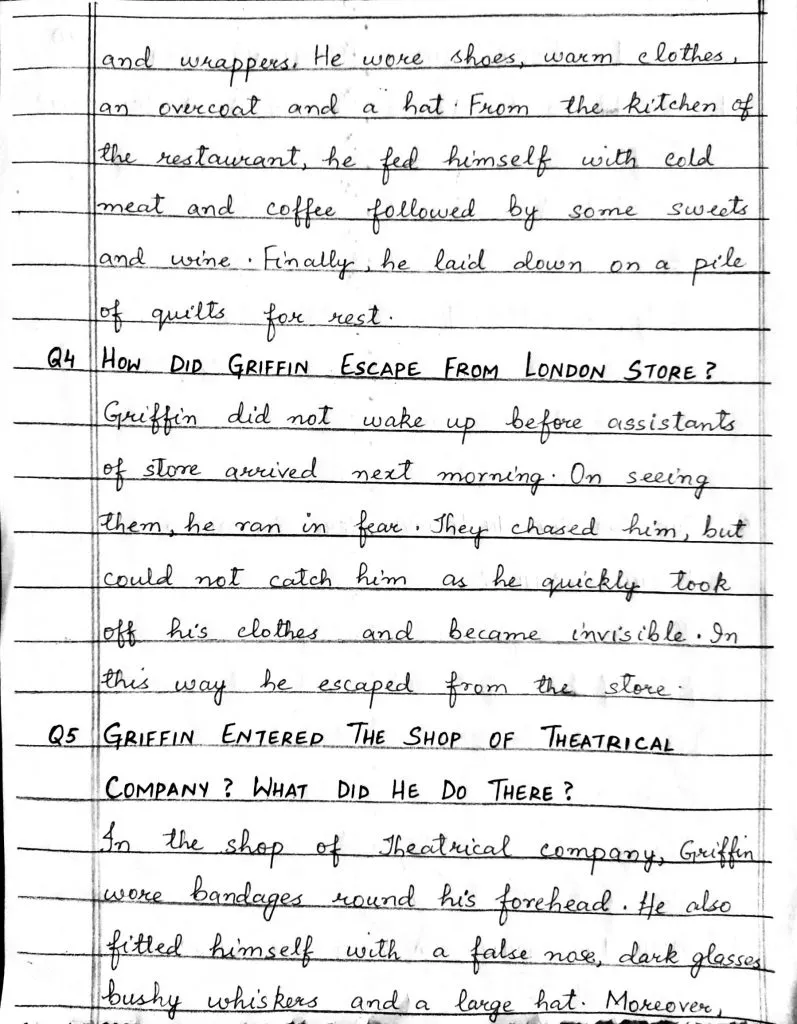 and wrappers. He wore shoes, warm clothes,
an overcoat and a hat. From the kitchen of
the restaurant, he fed himself with cold
meat and coffee followed by some sweets
and wine. Finally, he laid down on a pile
of quilts for rest.
Q4 HOW DID GRIFFIN ESCAPE FROM LONDON STORE?
Griffin did not wake up before assistants
of store arrived next morning. On seeing
them, he ran in fear. They chased him, but
could not catch him as he quickly took
off his clothes and became invisible. In
this way he escaped from the store.
Q5 GRIFFIN ENTERED THE SHOP OF THEATRICAL
COMPANY? WHAT DID HE DO THERE?
In the shop of Theatrical company, Griffin
wore bandages round his forehead. He also
fitted himself with a false nose, dark glasses
bushy whiskers and a large hat. Moreover,